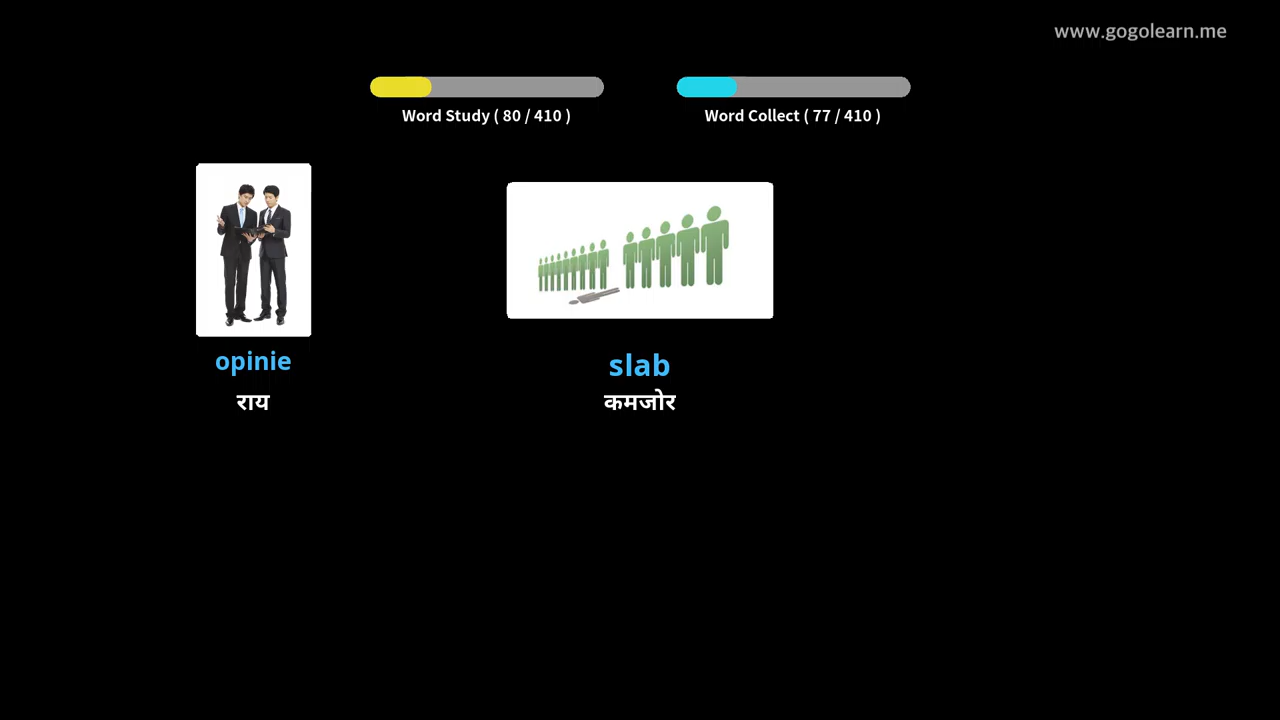 www.gogolearn.me
Word Study ( 80 / 410 )
Word Collect ( 77 / 410 )
opinie
राय
slab
कमजोर